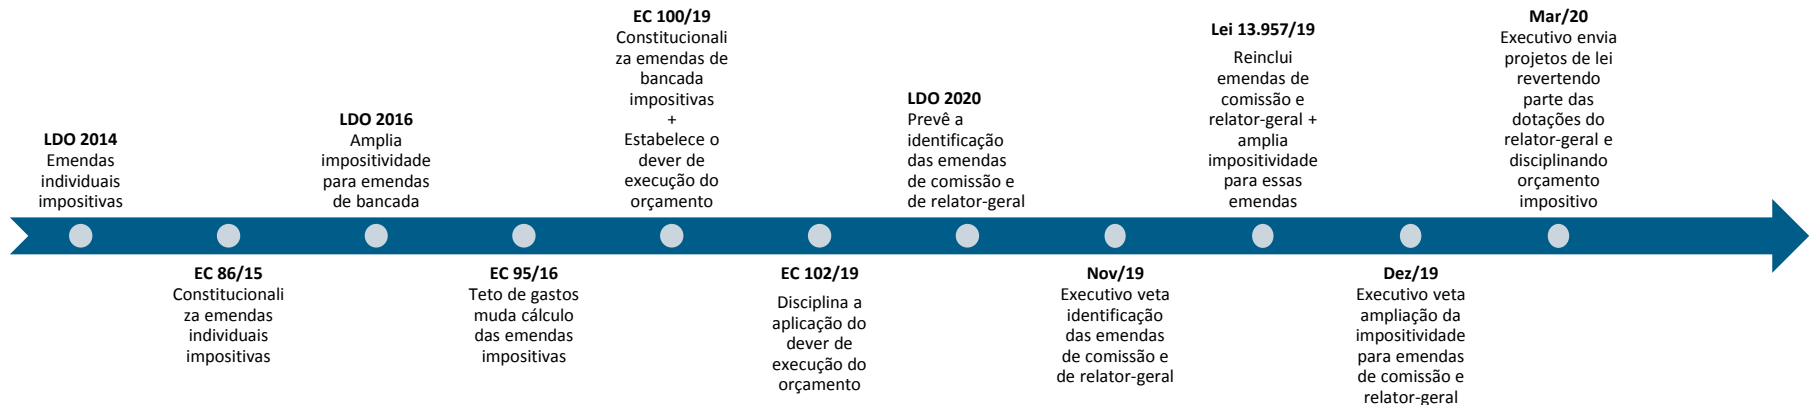 LDO 2014
Emendas
individuais
impositivas
EC 86/15
Constitucionali
za emendas
individuais
impositivas
LDO 2016
Amplia
impositividade
para emendas
de bancada
EC 95/16
Teto de gastos
muda cálculo
das emendas
impositivas
EC 100/19
Constitucionali
za emendas de
bancada
impositivas
+
Estabelece o
dever de
execução do
orçamento
EC 102/19
Disciplina a
aplicação do
dever de
execução do
orçamento
LDO 2020
Prevê a
identificação
das emendas
de comissão e
de relator-geral
Nov/19
Executivo veta
identificação
das emendas
de comissão e
de relator-geral
Lei 13.957/19
Reinclui
emendas de
comissão e
relator-geral +
amplia
impositividade
para essas
emendas
Dez/19
Executivo veta
ampliação da
impositividade
para emendas
de comissão e
relator-geral
Mar/20
Executivo envia
projetos de lei
revertendo
parte das
dotações do
relator-geral e
disciplinando
orçamento
impositivo